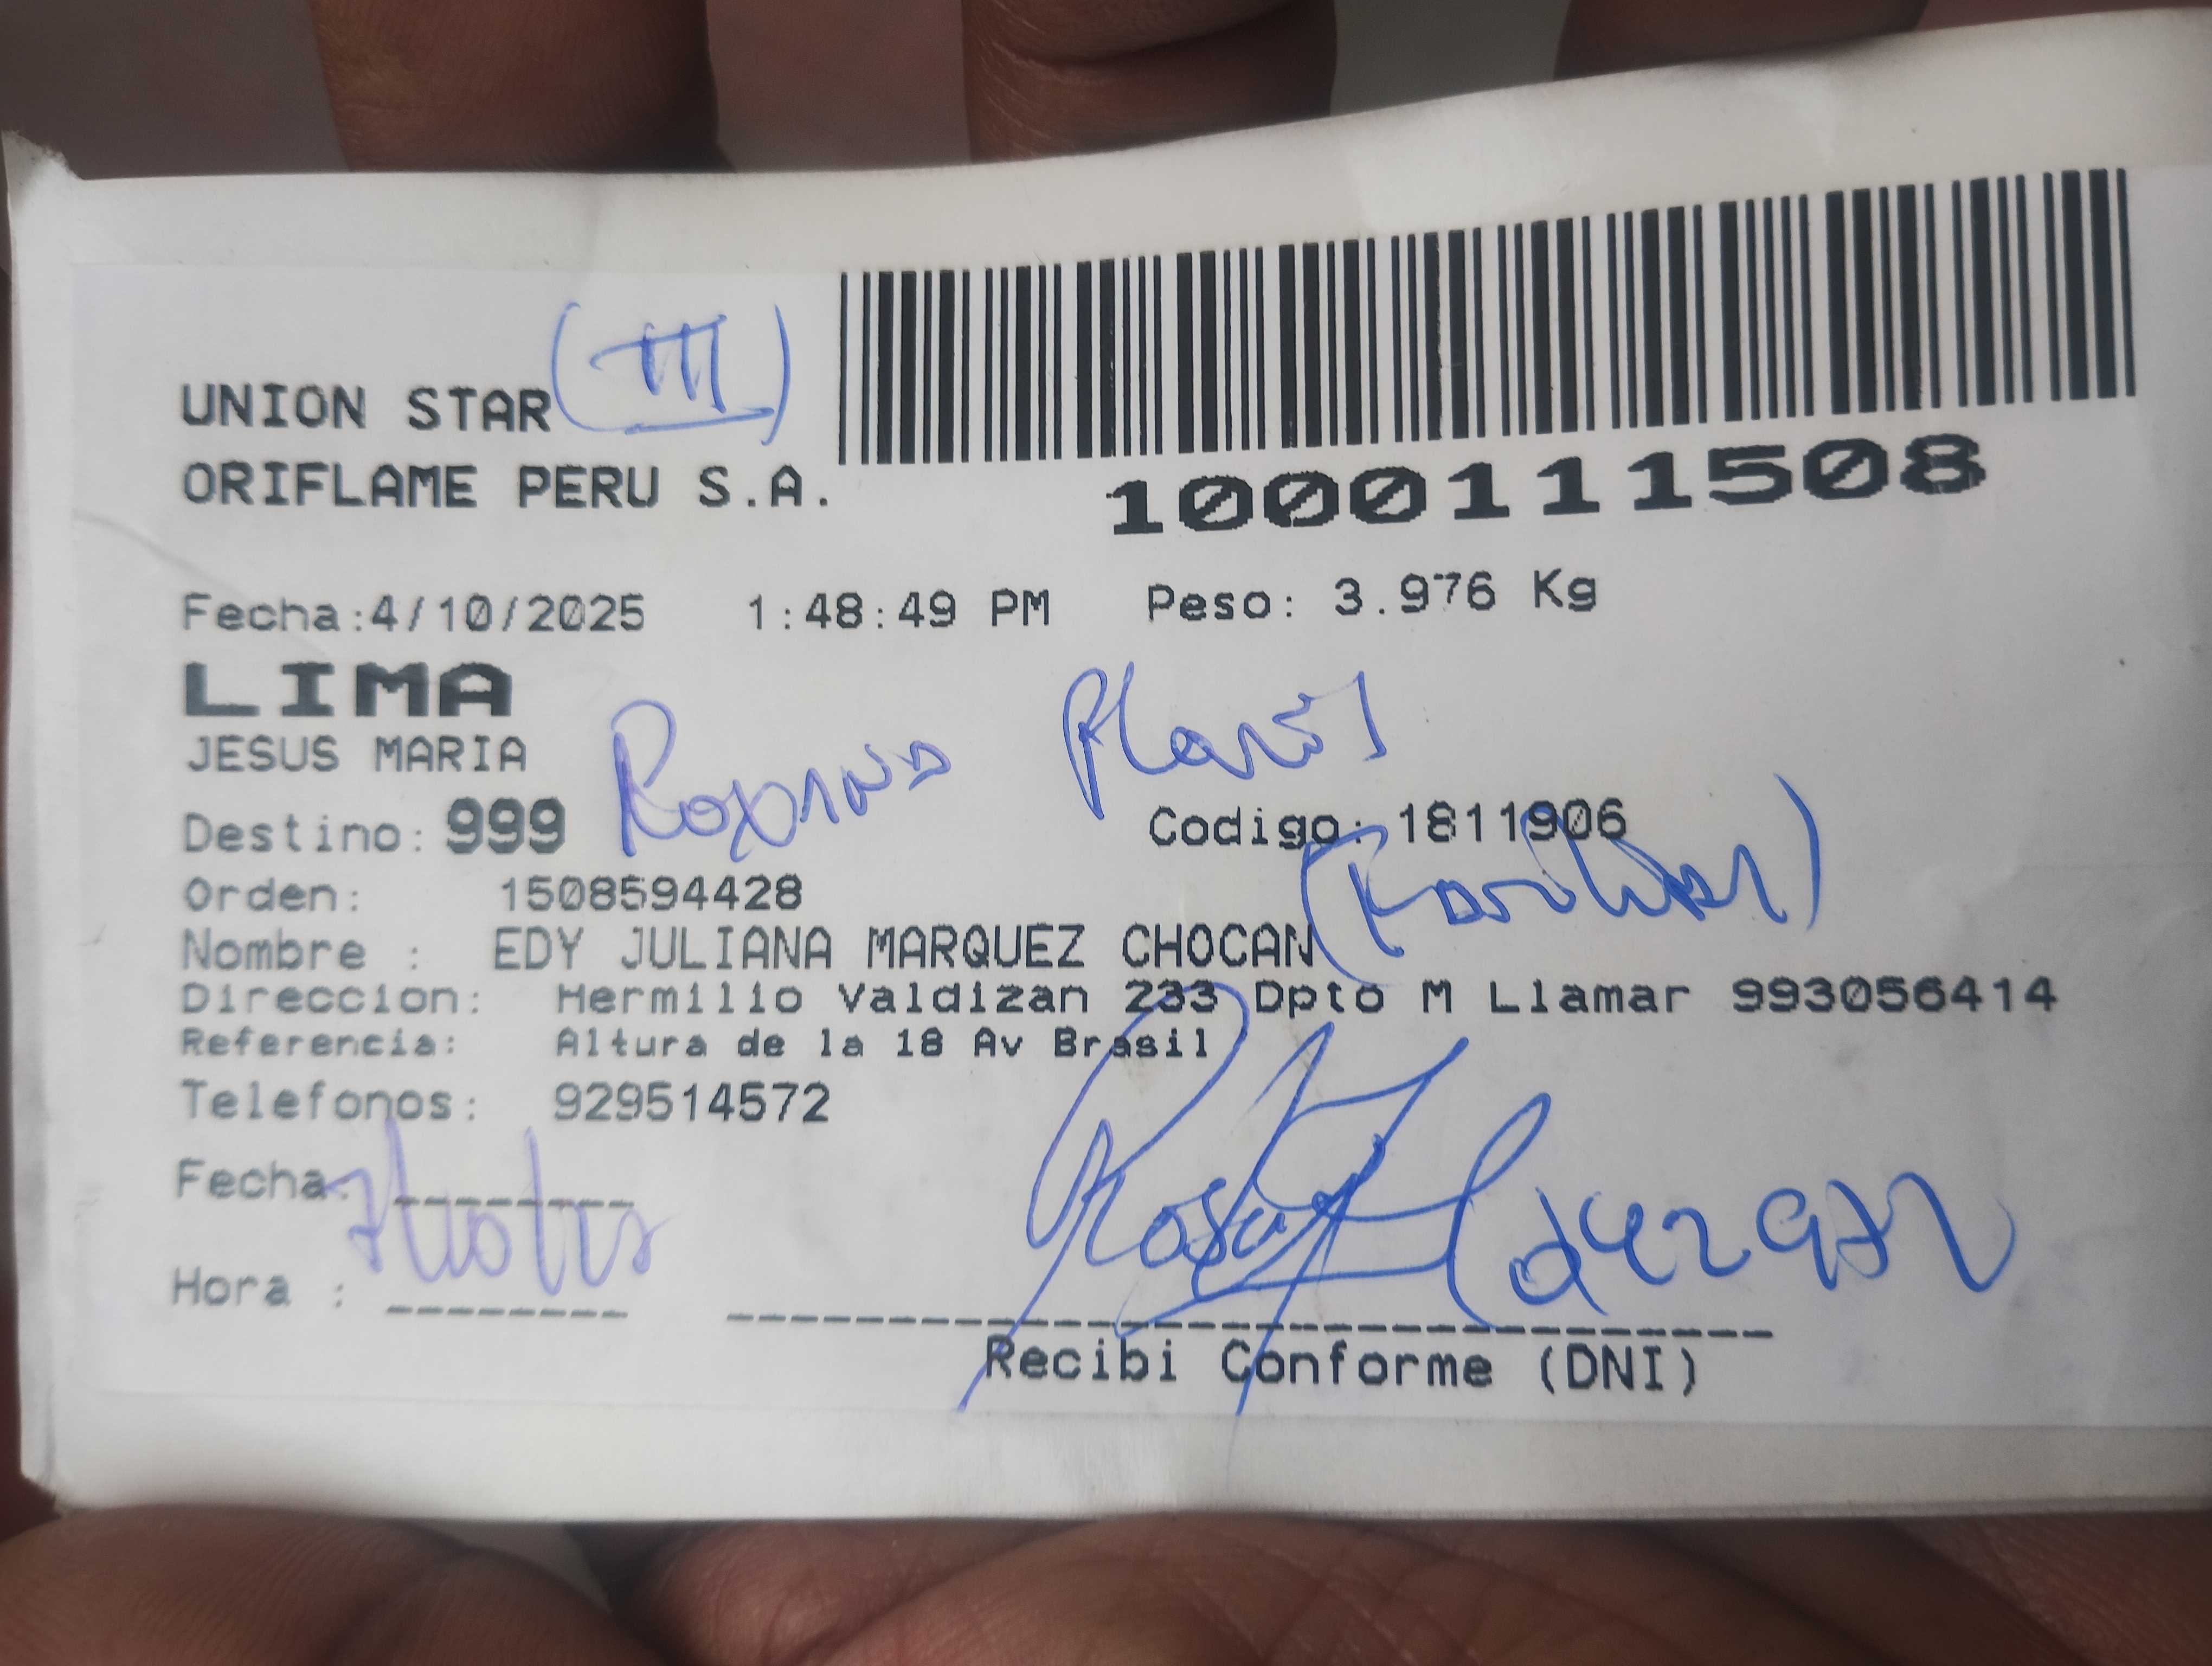 UNION STAR (III)
ORIFLAME PERU S.A.
1000111508
Fecha:4/10/2025 1:48:49 PM Peso: 3.976 Kg
LIMA
JESUS MARIA
Destino: 999 Codigo: 1811906
Orden: 1508594428
Nombre : EDY JULIANA MARQUEZ CHOCAN
Direccion: Hermilio Valdizan 233 Dpto M Llamar 993056414
Referencia: Altura de la 18 Av Brasil
Telefonos: 929514572
Fecha:
Hora :
Recibi Conforme (DNI)